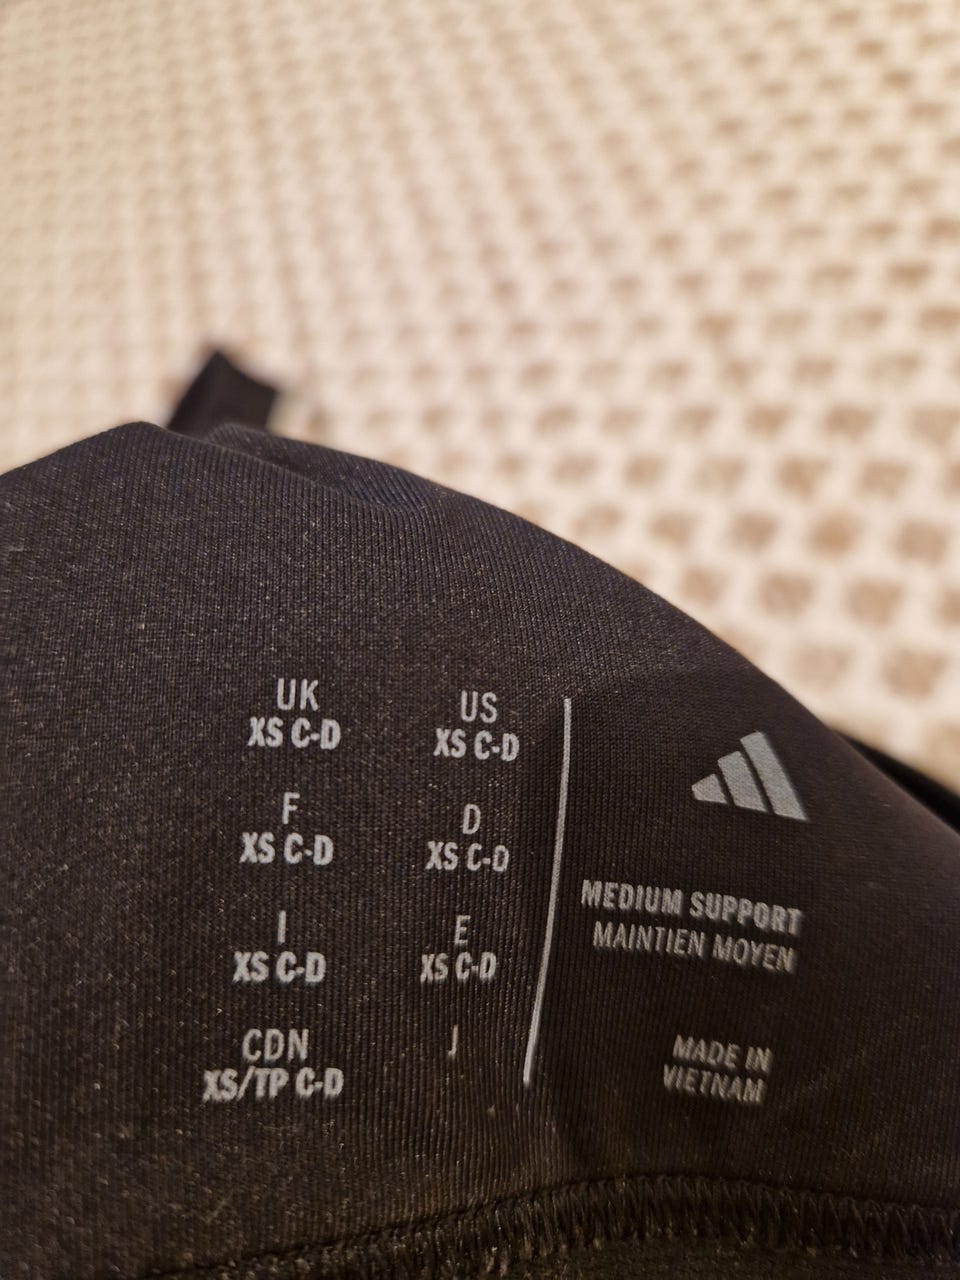 UK
XS C-D
US
XS C-D
F
XS C-D
D
XS C-D
I
XS C-D
E
XS C-D
CDN
XS/TP C-D
J
MEDIUM SUPPORT
MAINTIEN MOYEN
MADE IN
VIETNAM